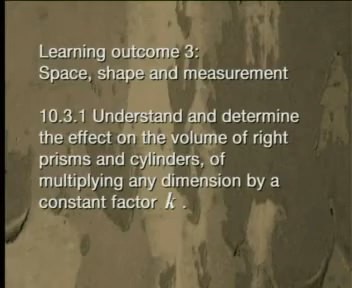 Learning outcome 3:
Space, shape and measurement
10.3.1 Understand and determine
the effect on the volume of right
prisms and cylinders, of
multiplying any dimension by a
constant factor k .